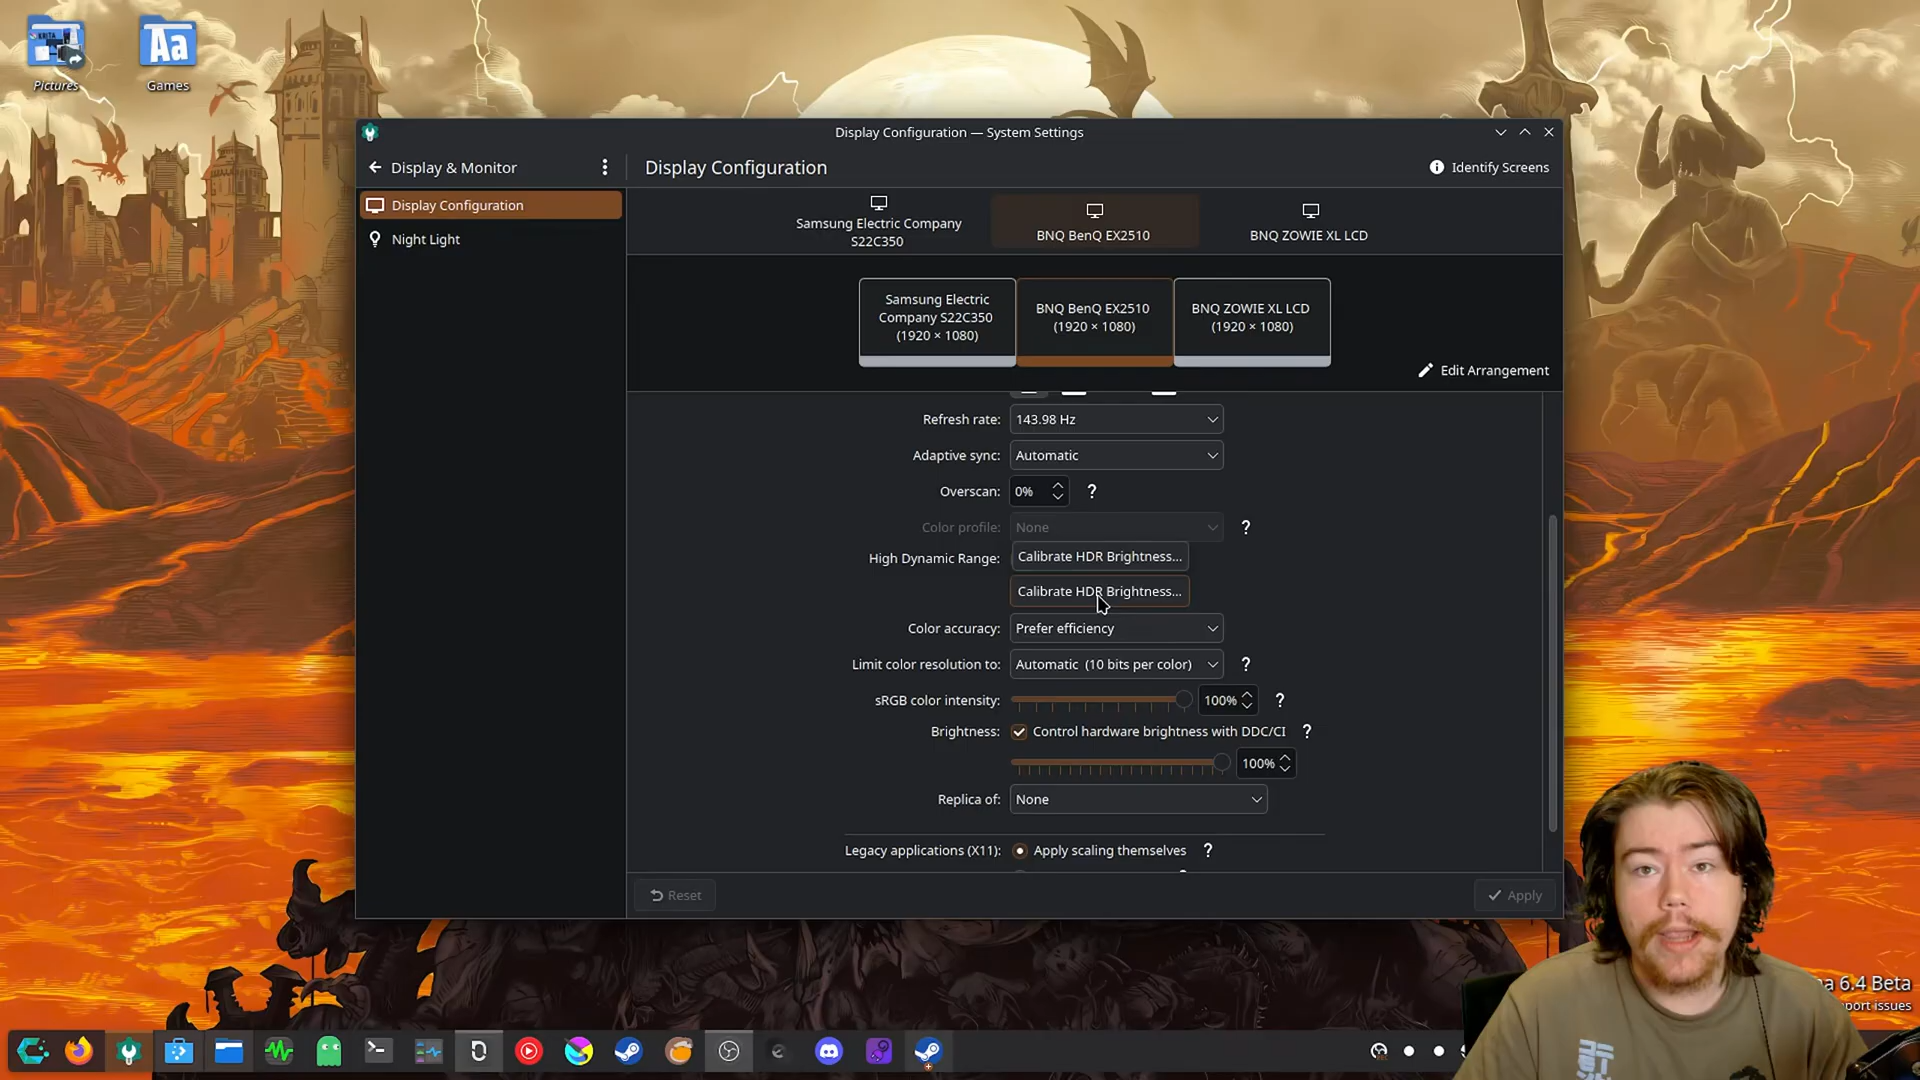 Pictures
Games
Display Configuration — System Settings
Display & Monitor
Display Configuration
Identify Screens
Display Configuration
Night Light
Samsung Electric Company
S22C350
BNQ BenQ EX2510
BNQ ZOWIE XL LCD
Samsung Electric
Company S22C350
(1920 × 1080)
BNQ BenQ EX2510
(1920 × 1080)
BNQ ZOWIE XL LCD
(1920 × 1080)
Edit Arrangement
Refresh rate: 143.98 Hz
Adaptive sync: Automatic
Overscan: 0% ?
Color profile: None ?
High Dynamic Range: Calibrate HDR Brightness...
Calibrate HDR Brightness...
Color accuracy: Prefer efficiency
Limit color resolution to: Automatic (10 bits per color) ?
sRGB color intensity: 100% ?
Brightness: Control hardware brightness with DDC/CI ?
100%
Replica of: None
Legacy applications (X11): Apply scaling themselves ?
Reset
Apply
a 6.4 Beta
port issues